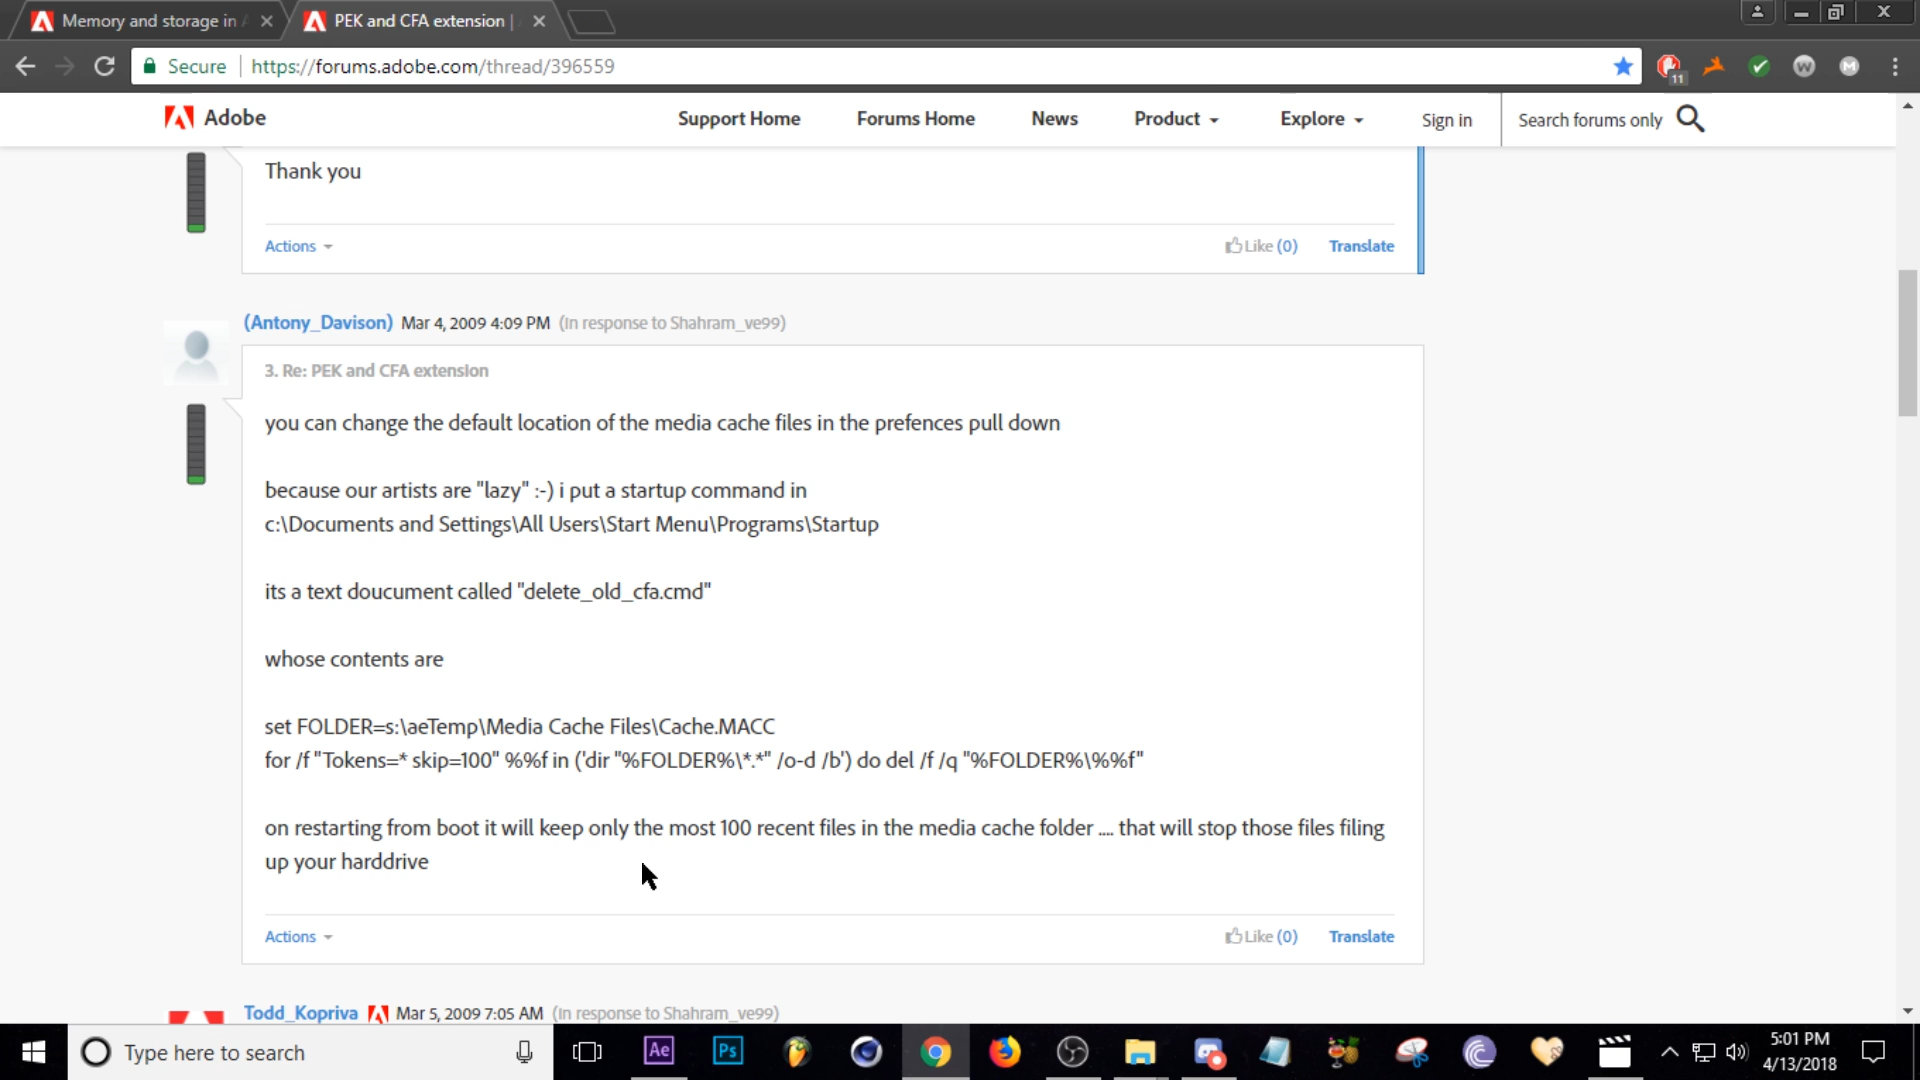 Memory and storage in
PEK and CFA extension |
Secure
https://forums.adobe.com/thread/396559
11
W
M
Adobe
Support Home
Forums Home
News
Product
Explore
Sign in
Search forums only
Thank you
Actions
Like (0)
Translate
(Antony_Davison) Mar 4, 2009 4:09 PM (in response to Shahram_ve99)
3. Re: PEK and CFA extension
you can change the default location of the media cache files in the prefences pull down
because our artists are "lazy" :-) i put a startup command in
c:\Documents and Settings\All Users\Start Menu\Programs\Startup
its a text doucument called "delete_old_cfa.cmd"
whose contents are
set FOLDER=s:\aeTemp\Media Cache Files\Cache.MACC
for /f "Tokens=* skip=100" %%f in ('dir "%FOLDER%\*.*" /o-d /b') do del /f /q "%FOLDER%\%%f"
on restarting from boot it will keep only the most 100 recent files in the media cache folder .... that will stop those files filing
up your harddrive
Actions
Like (0)
Translate
Todd_Kopriva Mar 5, 2009 7:05 AM (in response to Shahram_ve99)
Type here to search
Ae
Ps
5:01 PM
4/13/2018